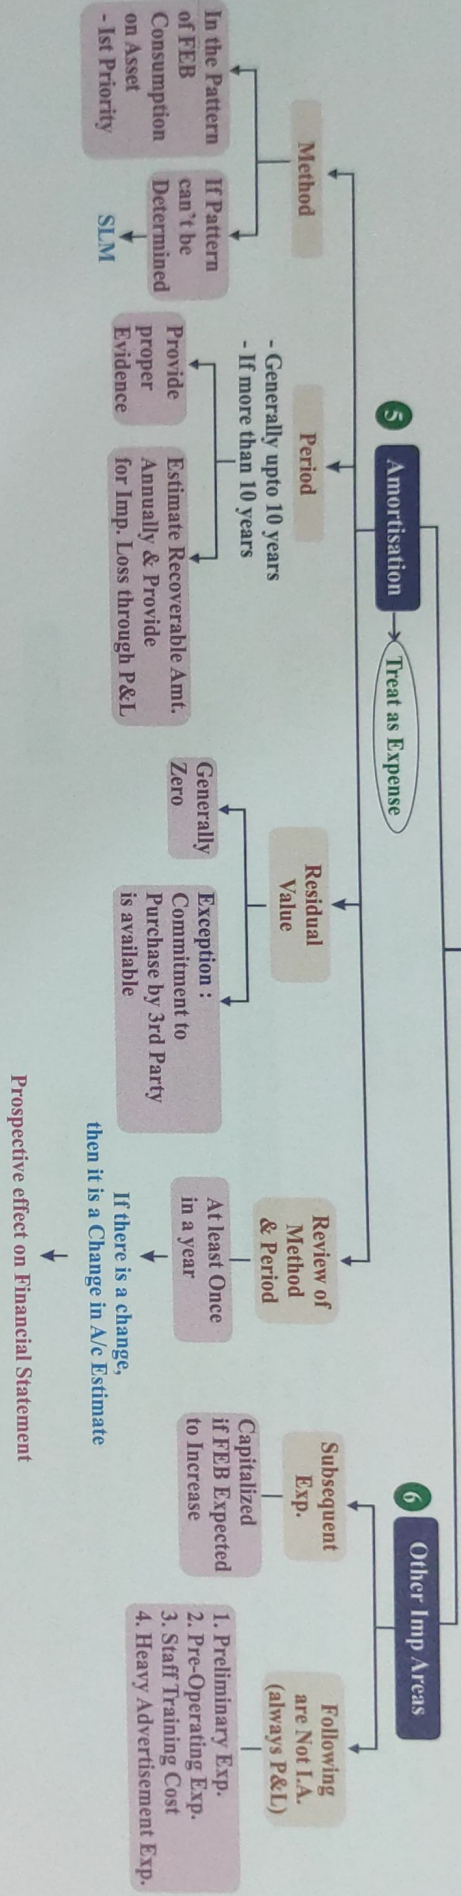 5 Amortisation
Treat as Expense
Method
In the Pattern
of FEB
Consumption
on Asset
- Ist Priority
If Pattern
can't be
Determined
SLM
Period
- Generally upto 10 years
- If more than 10 years
Provide
proper
Evidence
Estimate Recoverable Amt.
Annually & Provide
for Imp. Loss through P&L
Residual
Value
Generally
Zero
Exception :
Commitment to
Purchase by 3rd Party
is available
Review of
Method
& Period
At least Once
in a year
If there is a change,
then it is a Change in A/c Estimate
Prospective effect on Financial Statement
6 Other Imp Areas
Subsequent
Exp.
Capitalized
if FEB Expected
to Increase
Following
are Not I.A.
(always P&L)
1. Preliminary Exp.
2. Pre-Operating Exp.
3. Staff Training Cost
4. Heavy Advertisement Exp.